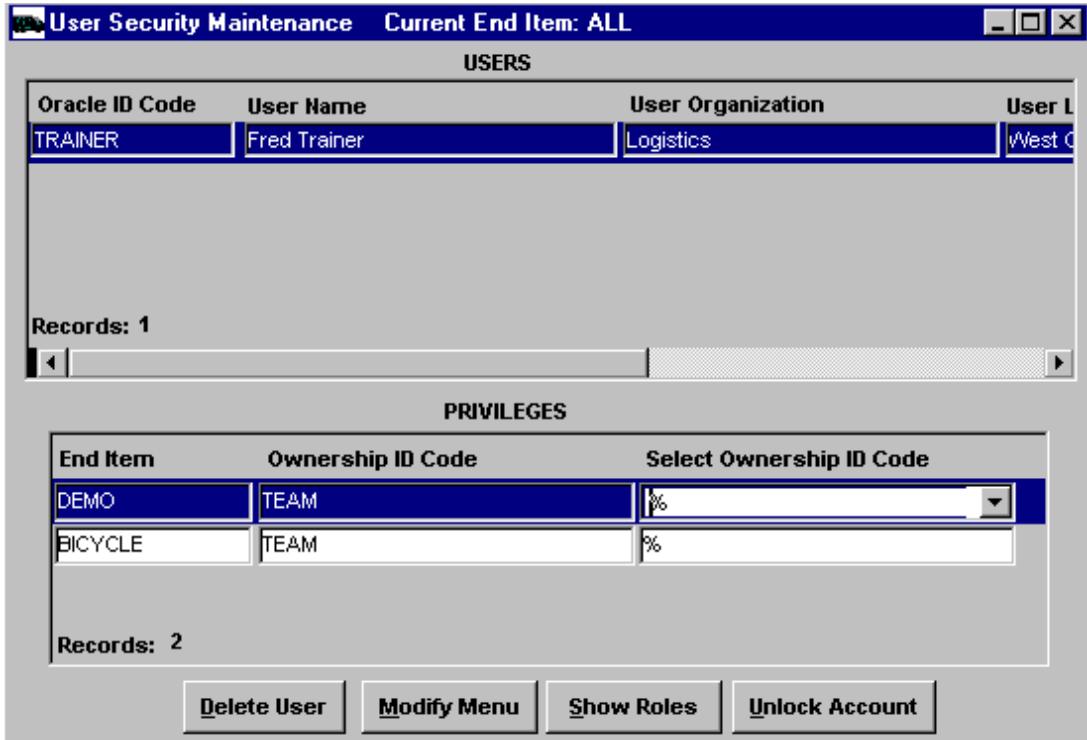 User Security Maintenance Current End Item: ALL
USERS
Oracle ID Code User Name User Organization User L
TRAINER Fred Trainer Logistics West C
Records: 1
PRIVILEGES
End Item Ownership ID Code Select Ownership ID Code
DEMO TEAM %
BICYCLE TEAM %
Records: 2
Delete User Modify Menu Show Roles Unlock Account